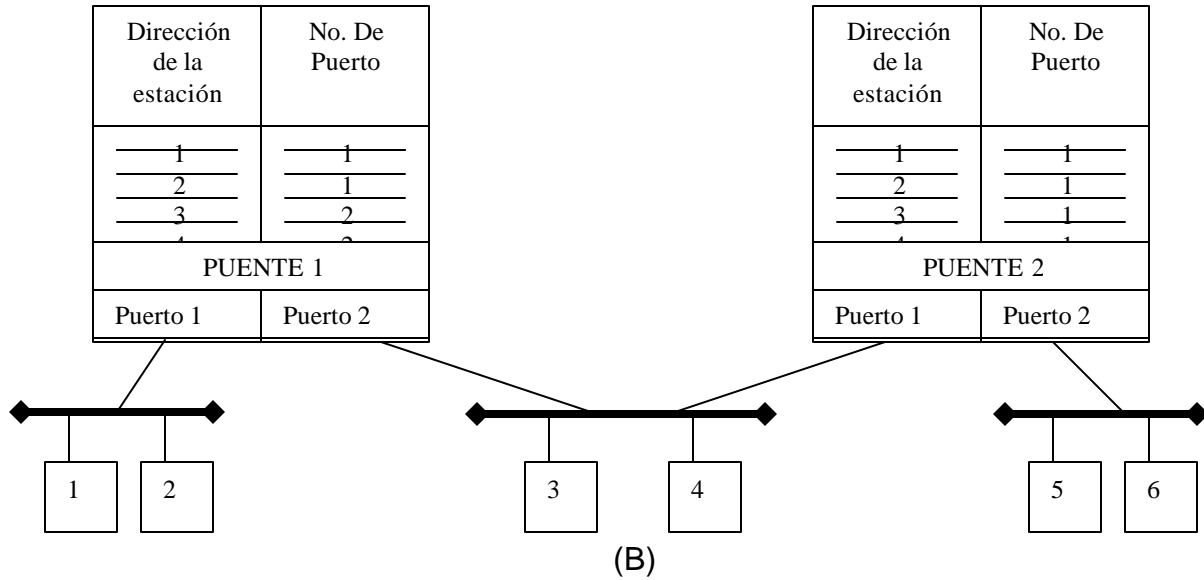 Dirección
de la
estación
No. De
Puerto
1 1
2 1
3 2
PUENTE 1
Puerto 1 Puerto 2
Dirección
de la
estación
No. De
Puerto
1 1
2 1
3 1
PUENTE 2
Puerto 1 Puerto 2
1 2 3 4 5 6
(B)